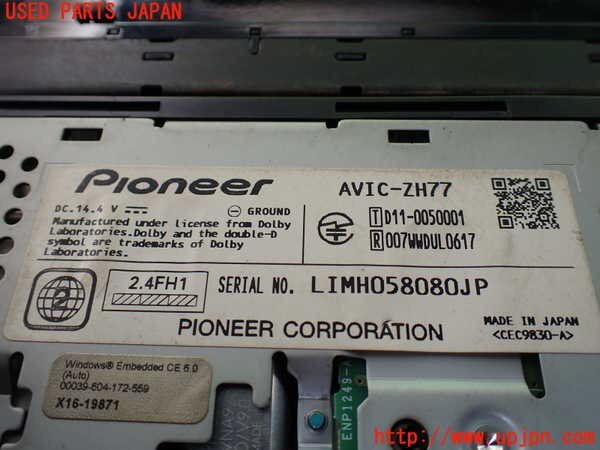 USED PARTS JAPAN
Pioneer
AVIC-ZH77
DC.14.4 V
GROUND
Manufactured under license from Dolby
Laboratories.Dolby and the double-D
symbol are trademarks of Dolby
Laboratories.
T D11-0050001
R 007WWDUL0617
2
2.4FH1
SERIAL NO. LIMH058080JP
PIONEER CORPORATION
MADE IN JAPAN
<CEC9830-A>
Windows® Embedded CE 6.0
(Auto)
00039-604-172-559
X16-19871
ENP1249-
http://www.upjpn.com